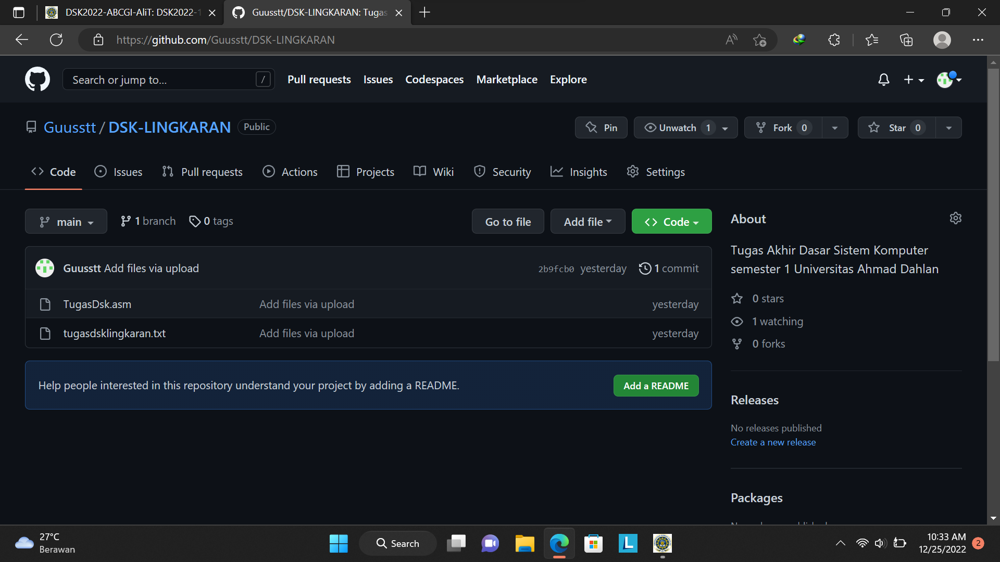 DSK2022-ABCGI-AliT: DSK2022-1
Guusstt/DSK-LINGKARAN: Tugas
https://github.com/Guusstt/DSK-LINGKARAN
Search or jump to... /
Pull requests Issues Codespaces Marketplace Explore
Guusstt / DSK-LINGKARAN Public
Pin Unwatch 1 Fork 0 Star 0
Code Issues Pull requests Actions Projects Wiki Security Insights Settings
main 1 branch 0 tags Go to file Add file Code
Guusstt Add files via upload 2b9fcb0 yesterday 1 commit
TugasDsk.asm Add files via upload yesterday
tugasdsklingkaran.txt Add files via upload yesterday
Help people interested in this repository understand your project by adding a README. Add a README
About
Tugas Akhir Dasar Sistem Komputer
semester 1 Universitas Ahmad Dahlan
0 stars
1 watching
0 forks
Releases
No releases published
Create a new release
Packages
27°C
Berawan
Search
L
10:33 AM
12/25/2022
2